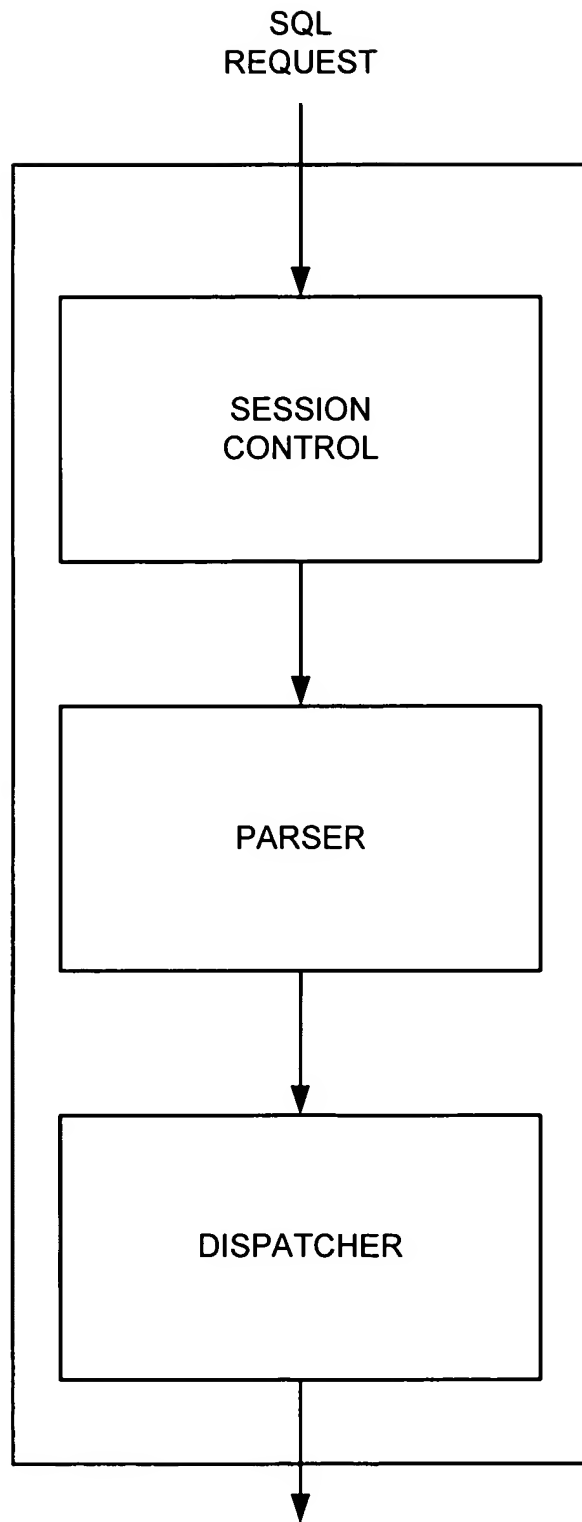 SQL
REQUEST
SESSION
CONTROL
PARSER
DISPATCHER